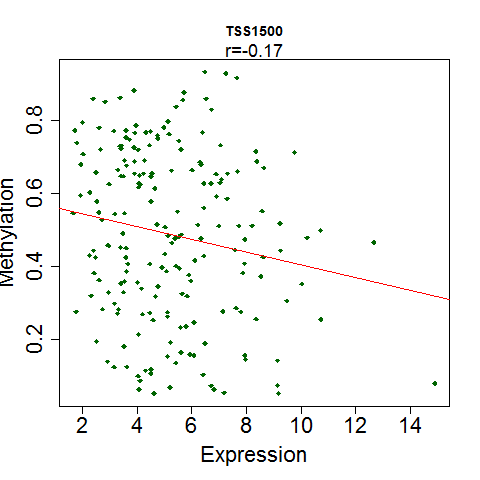 TSS1500
r=-0.17
Methylation
0.8
0.6
0.4
0.2
2 4 6 8 10 12 14
Expression